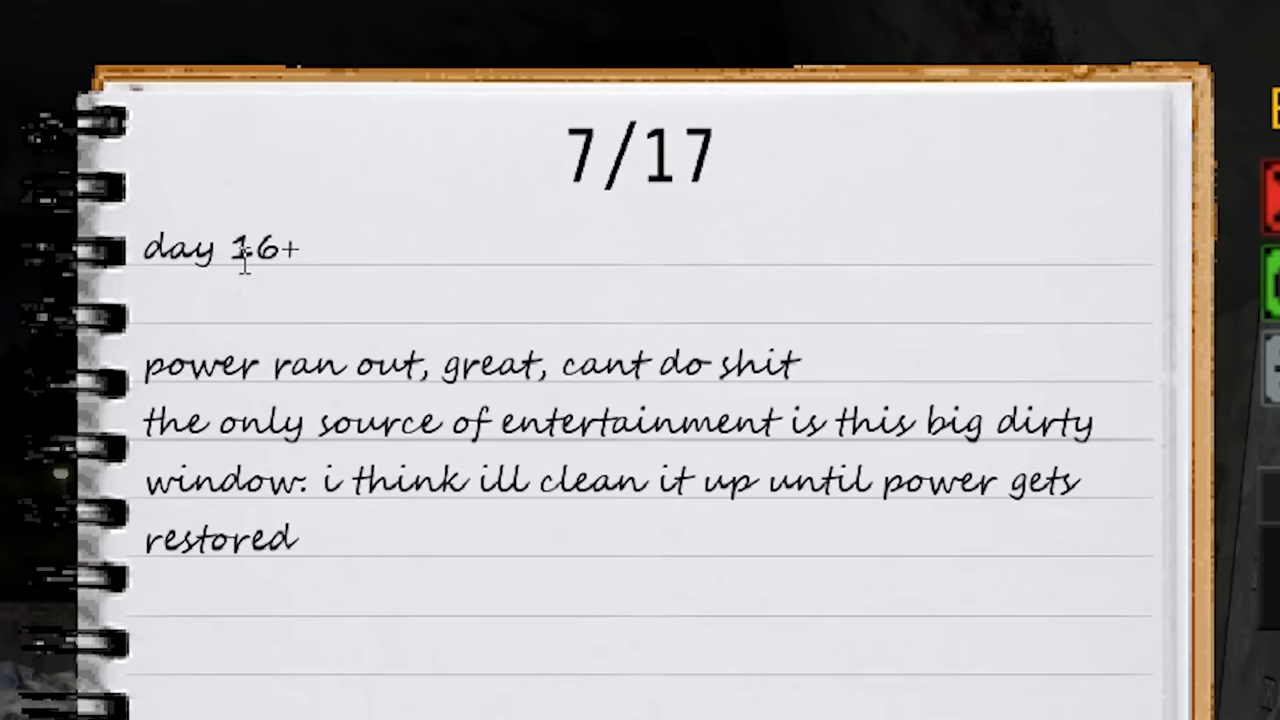 7/17
day 16+
power ran out, great, cant do shit
the only source of entertainment is this big dirty
window. i think ill clean it up until power gets
restored